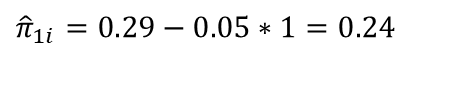 π̂₁ᵢ = 0.29 − 0.05 ∗ 1 = 0.24